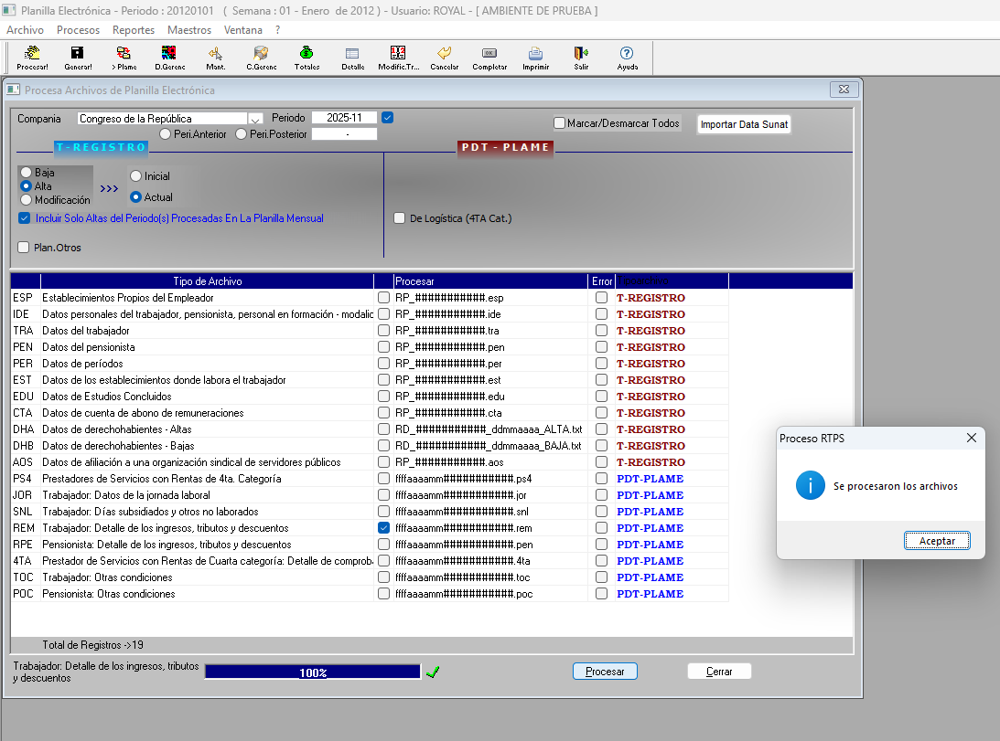 Planilla Electrónica - Periodo : 20120101 ( Semana : 01 - Enero de 2012 ) - Usuario: ROYAL - [ AMBIENTE DE PRUEBA ]
Archivo Procesos Reportes Maestros Ventana ?
Procesar! Generar! > Plame D.Gerenc Mant. C.Gerenc Totales Detalle Modific.Tr... Cancelar Completar Imprimir Salir Ayuda
Procesa Archivos de Planilla Electrónica
Compania Congreso de la República Periodo 2025-11 Marcar/Desmarcar Todos Importar Data Sunat
Peri.Anterior Peri.Posterior -
T-REGISTRO PDT - PLAME
Baja
Alta
Modificación
>>>
Inicial
Actual
Incluir Solo Altas del Periodo(s) Procesadas En La Planilla Mensual De Logística (4TA Cat.)
Plan.Otros
Tipo de Archivo Procesar Error
ESP Establecimientos Propios del Empleador RP_###########.esp T-REGISTRO
IDE Datos personales del trabajador, pensionista, personal en formación - modalic RP_###########.ide T-REGISTRO
TRA Datos del trabajador RP_###########.tra T-REGISTRO
PEN Datos del pensionista RP_###########.pen T-REGISTRO
PER Datos de períodos RP_###########.per T-REGISTRO
EST Datos de los establecimientos donde labora el trabajador RP_###########.est T-REGISTRO
EDU Datos de Estudios Concluidos RP_###########.edu T-REGISTRO
CTA Datos de cuenta de abono de remuneraciones RP_###########.cta T-REGISTRO
DHA Datos de derechohabientes - Altas RD_###########_ddmmaaaa_ALTA.txt T-REGISTRO
DHB Datos de derechohabientes - Bajas RD_###########_ddmmaaaa_BAJA.txt T-REGISTRO
AOS Datos de afiliación a una organización sindical de servidores públicos RP_###########.aos T-REGISTRO
PS4 Prestadores de Servicios con Rentas de 4ta. Categoría ffffaaaamm###########.ps4 PDT-PLAME
JOR Trabajador: Datos de la jornada laboral ffffaaaamm###########.jor PDT-PLAME
SNL Trabajador: Días subsidiados y otros no laborados ffffaaaamm###########.snl PDT-PLAME
REM Trabajador: Detalle de los ingresos, tributos y descuentos ffffaaaamm###########.rem PDT-PLAME
RPE Pensionista: Detalle de los ingresos, tributos y descuentos ffffaaaamm###########.pen PDT-PLAME
4TA Prestador de Servicios con Rentas de Cuarta categoría: Detalle de comprob. ffffaaaamm###########.4ta PDT-PLAME
TOC Trabajador: Otras condiciones ffffaaaamm###########.toc PDT-PLAME
POC Pensionista: Otras condiciones ffffaaaamm###########.poc PDT-PLAME
Total de Registros ->19
Trabajador: Detalle de los ingresos, tributos
y descuentos
100%
Procesar Cerrar
Proceso RTPS
Se procesaron los archivos
Aceptar